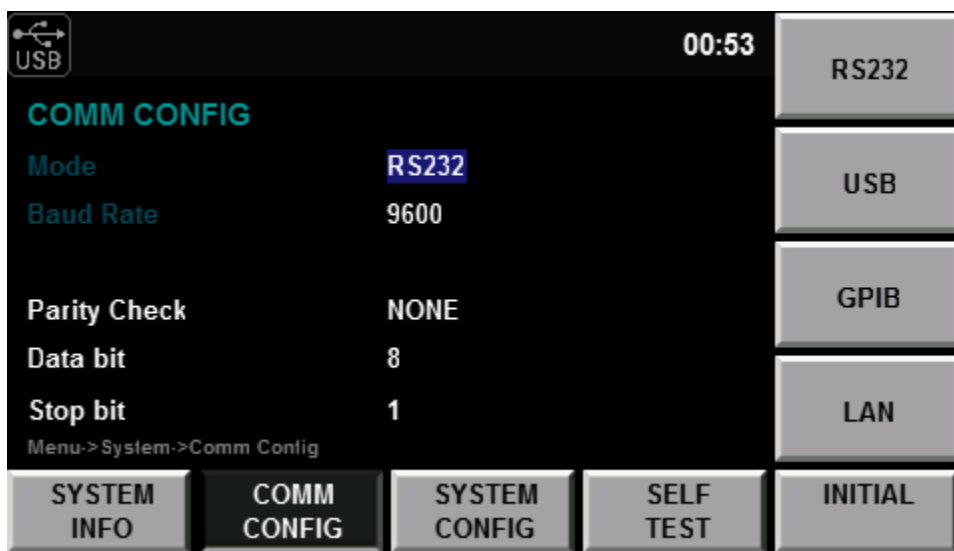 USB
00:53
COMM CONFIG
Mode RS232
Baud Rate 9600
Parity Check NONE
Data bit 8
Stop bit 1
Menu->System->Comm Config
RS232
USB
GPIB
LAN
SYSTEM
INFO
COMM
CONFIG
SYSTEM
CONFIG
SELF
TEST
INITIAL